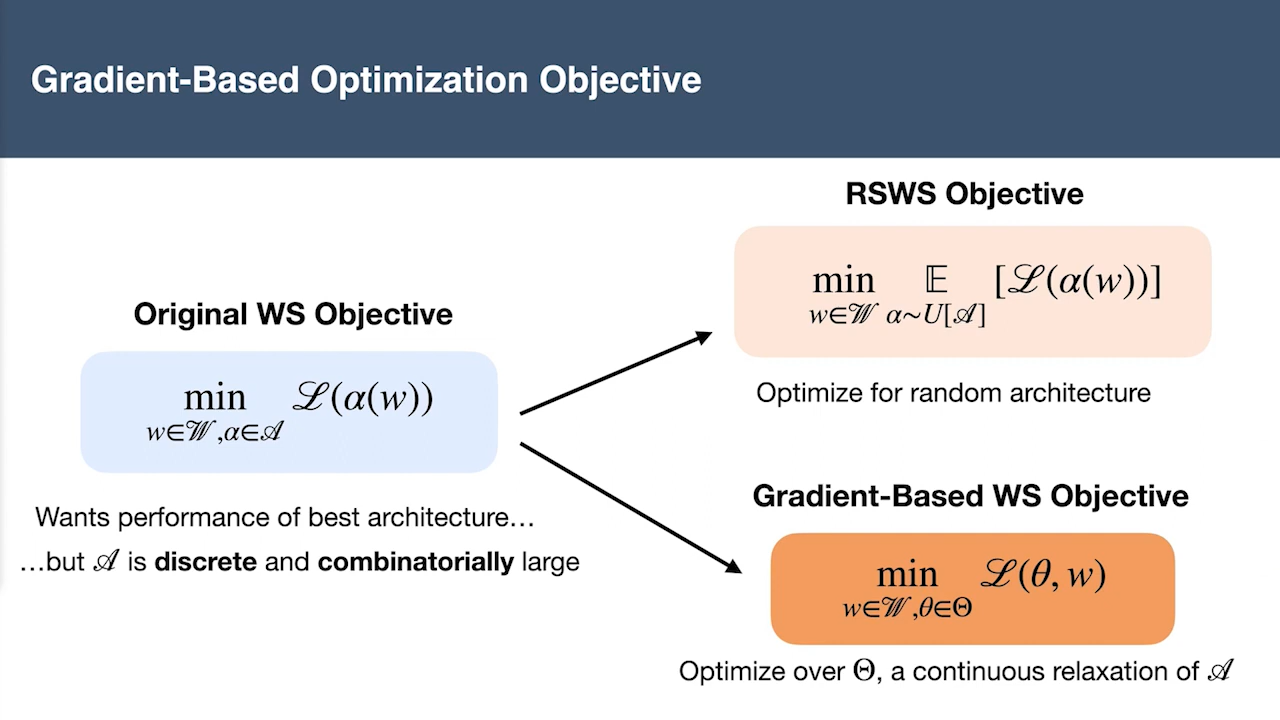 Gradient-Based Optimization Objective
Original WS Objective
min ℒ(α(w))
w∈𝒲,α∈𝒜
Wants performance of best architecture…
…but 𝒜 is discrete and combinatorially large
RSWS Objective
min 𝔼 [ℒ(α(w))]
w∈𝒲 α~U[𝒜]
Optimize for random architecture
Gradient-Based WS Objective
min ℒ(θ, w)
w∈𝒲,θ∈Θ
Optimize over Θ, a continuous relaxation of 𝒜